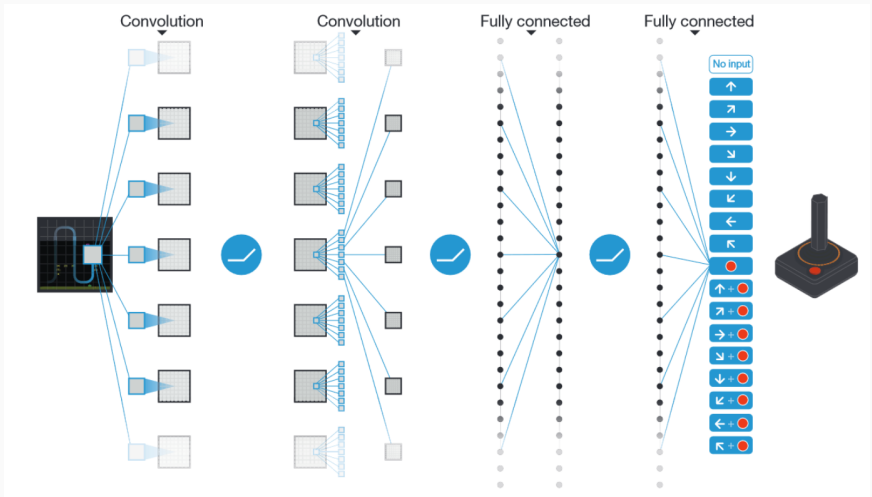 Convolution
Convolution
Fully connected
Fully connected
No input
+
+
+
+
+
+
+
+